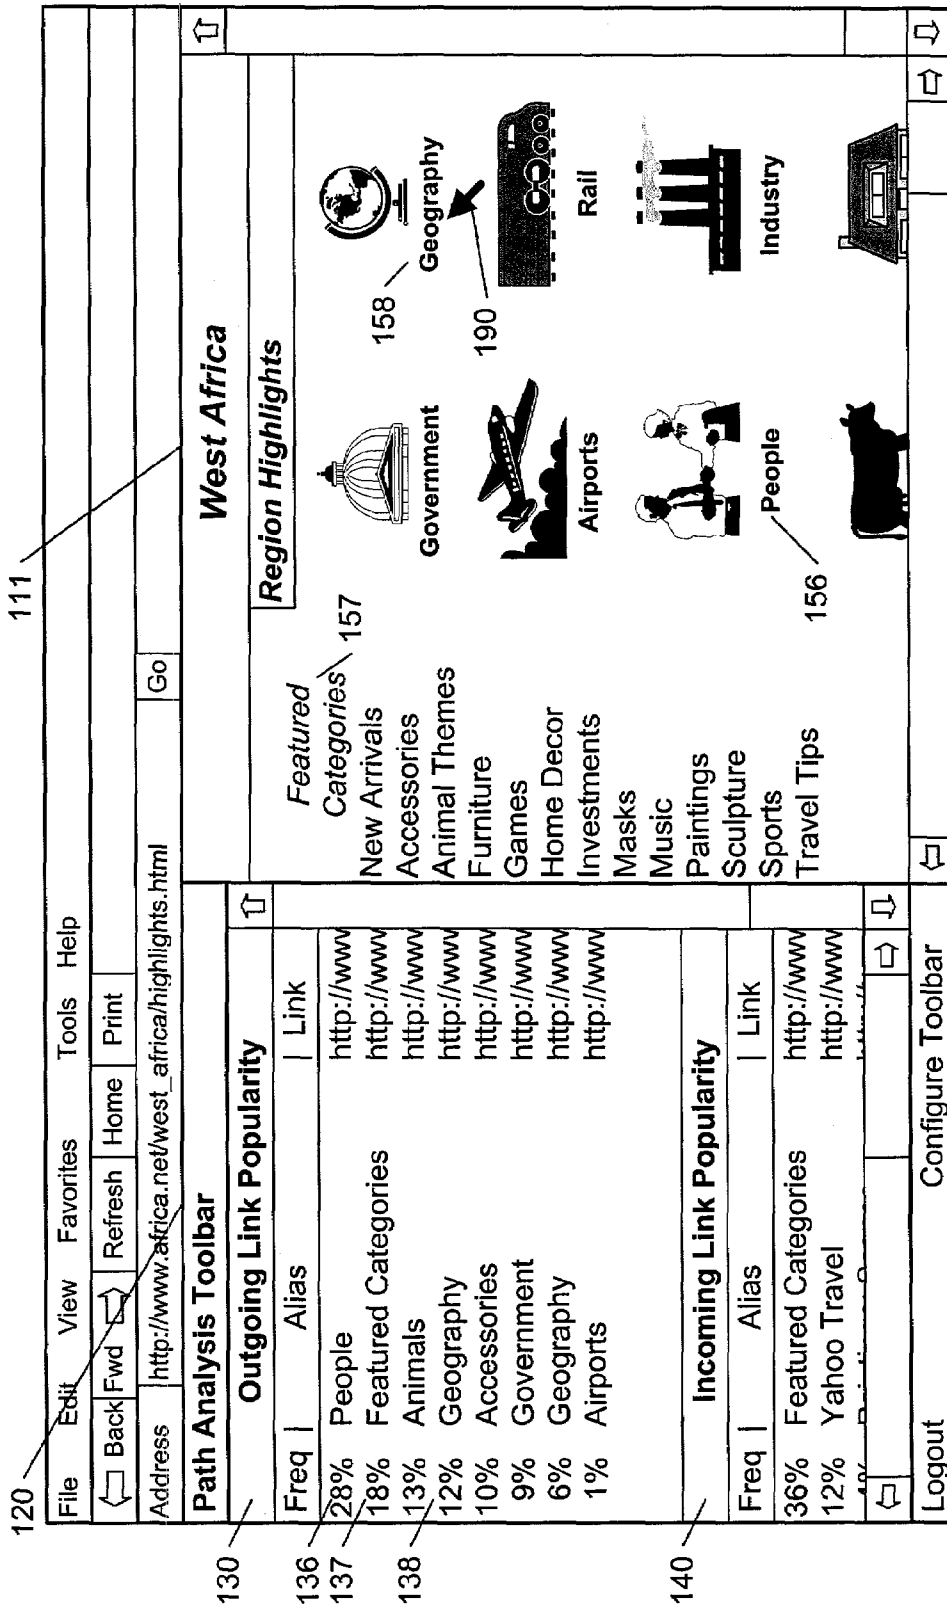 120
111
File Edit View Favorites Tools Help
Back Fwd Refresh Home Print
Address http://www.africa.net/west_africa/highlights.html Go
Path Analysis Toolbar
130
Outgoing Link Popularity
Freq | Alias | Link
136
28% People http://www
137
18% Featured Categories http://www
13% Animals http://www
138
12% Geography http://www
10% Accessories http://www
9% Government http://www
6% Geography http://www
1% Airports http://www
140
Incoming Link Popularity
Freq | Alias | Link
36% Featured Categories http://www
12% Yahoo Travel http://www
Logout Configure Toolbar
West Africa
Region Highlights
Featured
Categories
157
New Arrivals
Accessories
Animal Themes
Furniture
Games
Home Decor
Investments
Masks
Music
Paintings
Sculpture
Sports
Travel Tips
Government
Geography
158
190
Airports
Rail
People
156
Industry